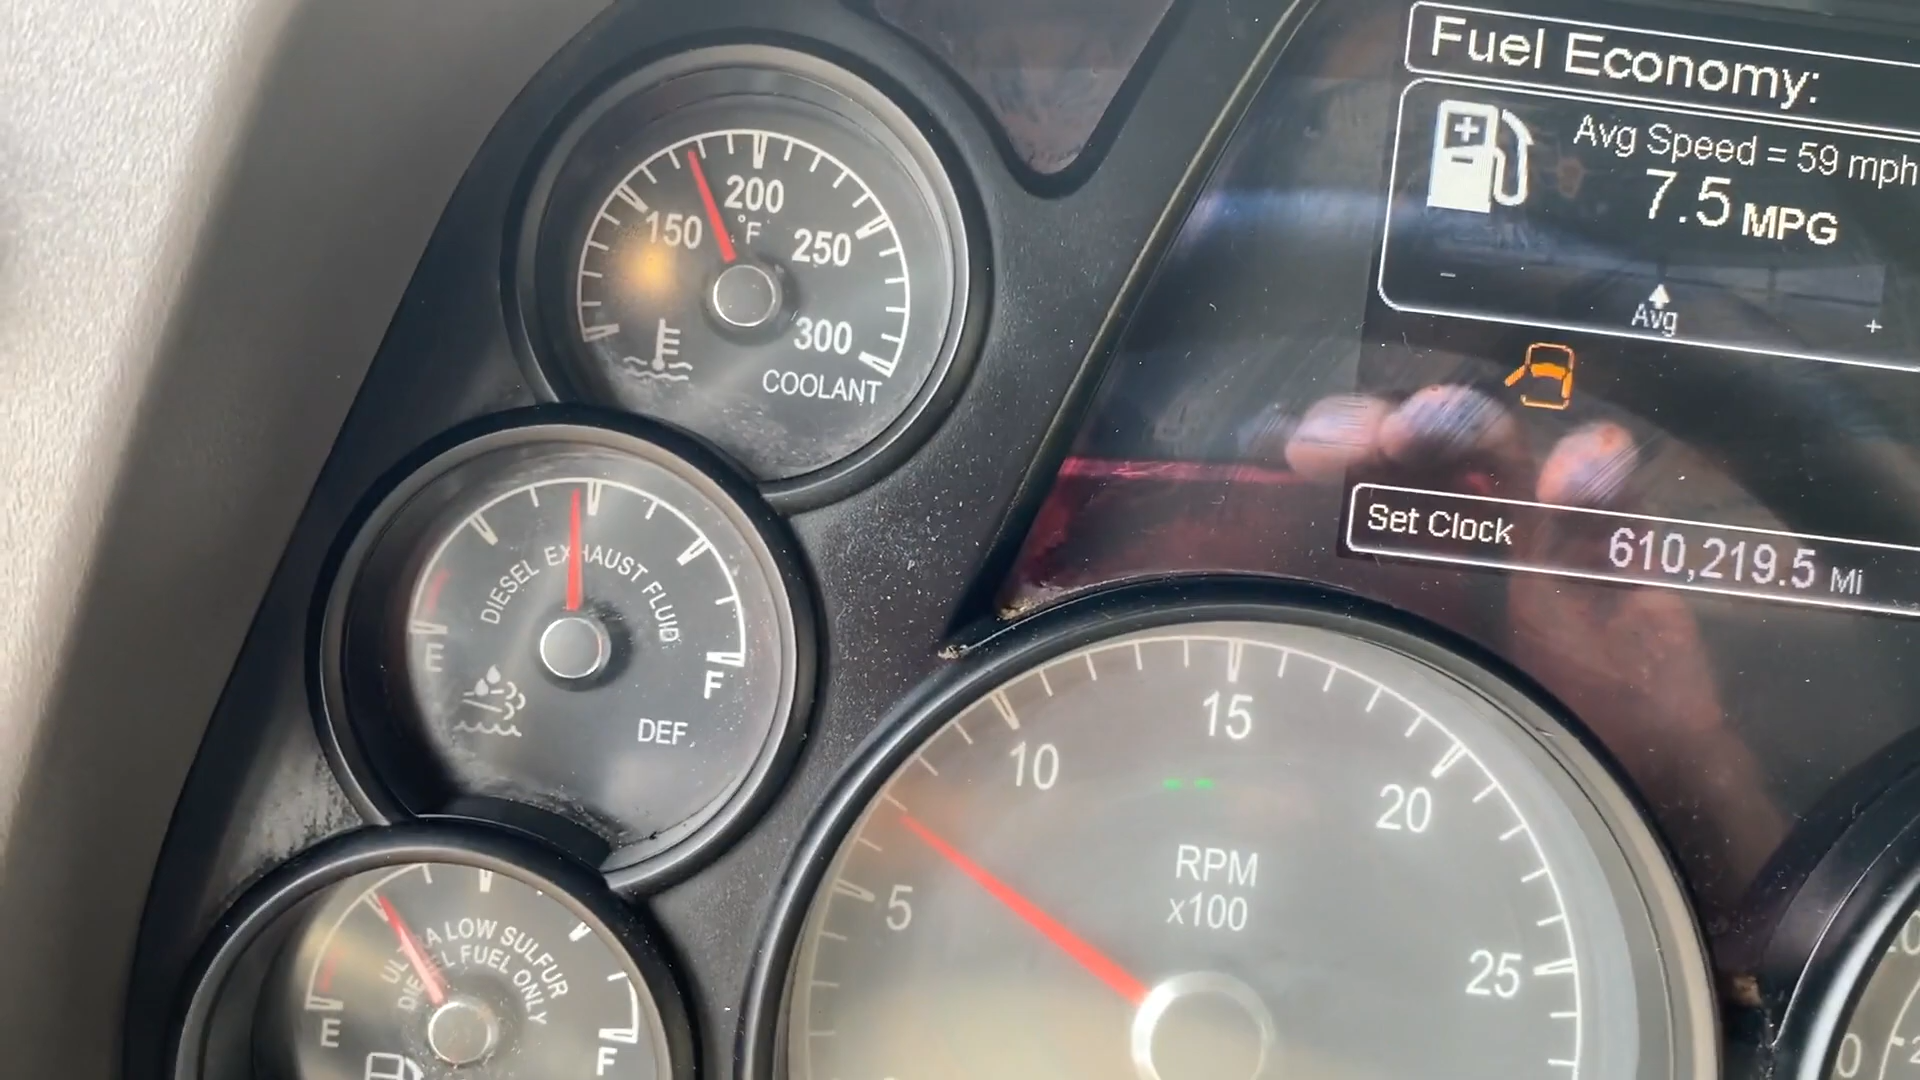 200
150
°F
250
300
COOLANT
Fuel Economy:
Avg Speed = 59 mph
7.5 MPG
- Avg +
Set Clock 610,219.5 Mi
DIESEL EXHAUST FLUID
E
F
DEF
ULTRA LOW SULFUR
DIESEL FUEL ONLY
E
F
5
10
15
20
25
RPM
x100